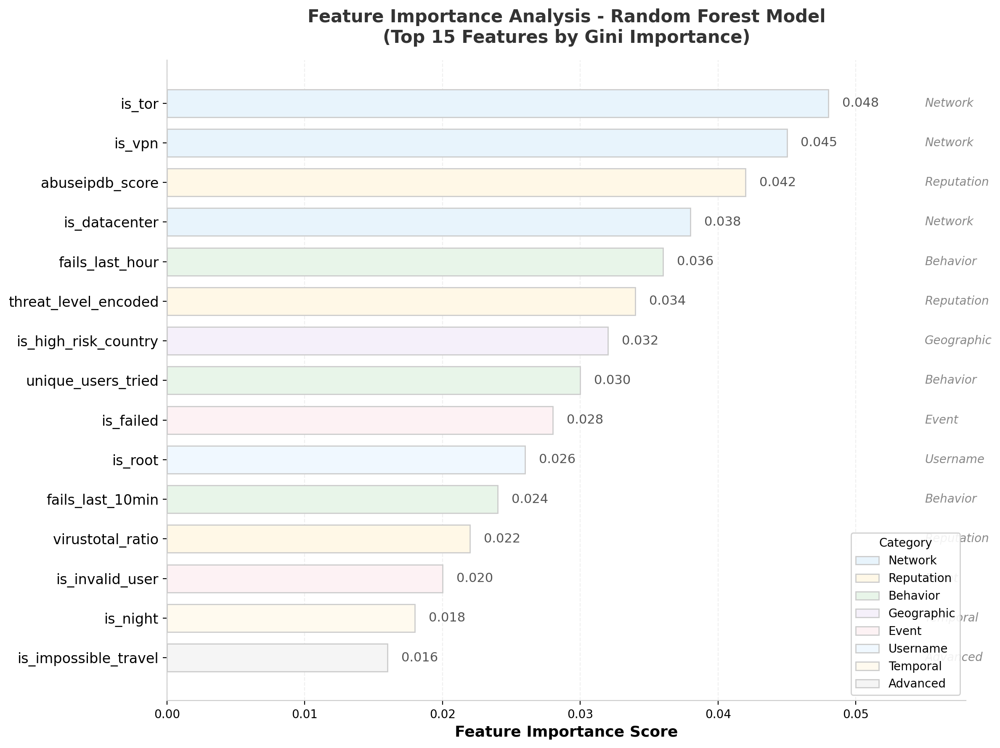 Feature Importance Analysis - Random Forest Model
(Top 15 Features by Gini Importance)
is_tor 0.048 Network
is_vpn 0.045 Network
abuseipdb_score 0.042 Reputation
is_datacenter 0.038 Network
fails_last_hour 0.036 Behavior
threat_level_encoded 0.034 Reputation
is_high_risk_country 0.032 Geographic
unique_users_tried 0.030 Behavior
is_failed 0.028 Event
is_root 0.026 Username
fails_last_10min 0.024 Behavior
virustotal_ratio 0.022 Reputation
is_invalid_user 0.020
is_night 0.018 Temporal
is_impossible_travel 0.016 Advanced
Category
Network
Reputation
Behavior
Geographic
Event
Username
Temporal
Advanced
0.00 0.01 0.02 0.03 0.04 0.05
Feature Importance Score